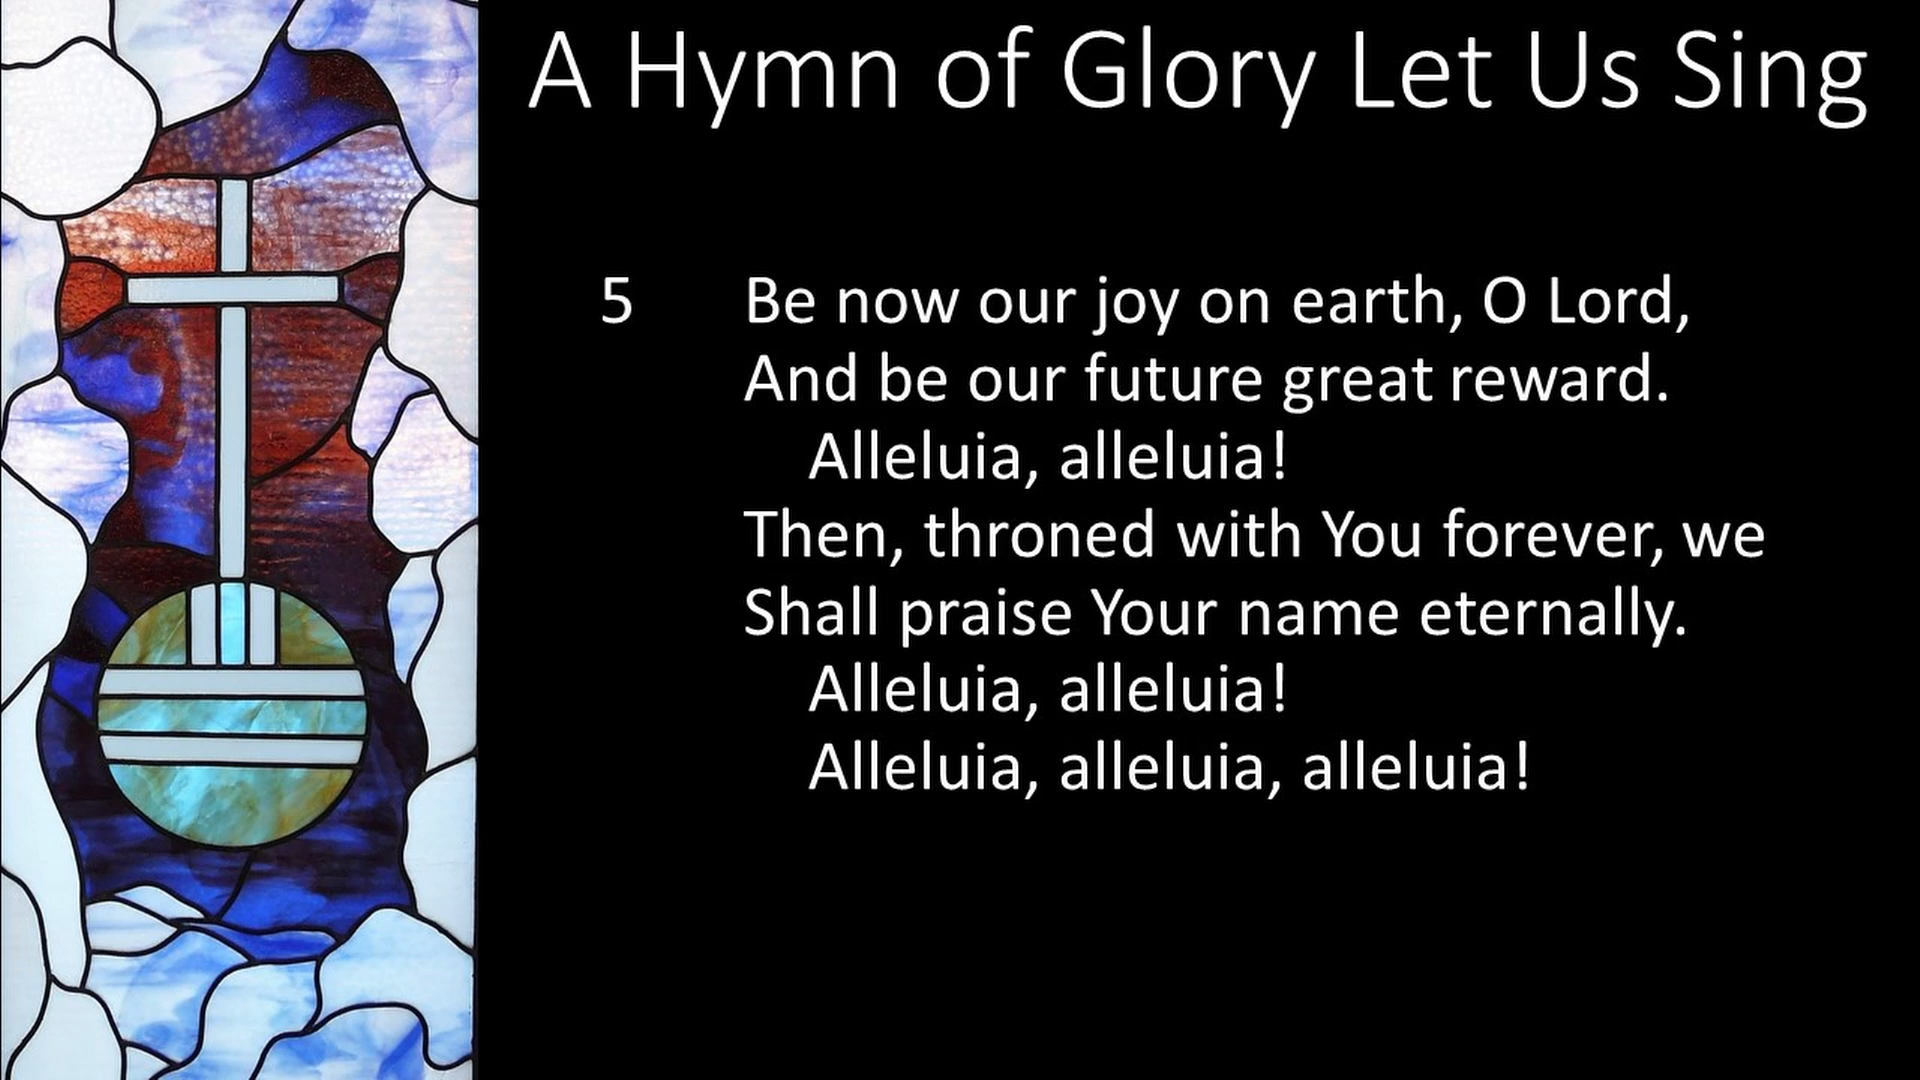 A Hymn of Glory Let Us Sing
5 Be now our joy on earth, O Lord,
And be our future great reward.
Alleluia, alleluia!
Then, throned with You forever, we
Shall praise Your name eternally.
Alleluia, alleluia!
Alleluia, alleluia, alleluia!